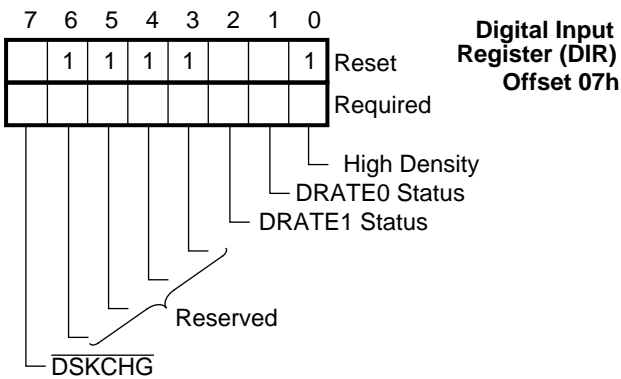 7 6 5 4 3 2 1 0
Digital Input
Register (DIR)
Offset 07h
1 1 1 1 1 Reset
Required
High Density
DRATE0 Status
DRATE1 Status
Reserved
DSKCHG